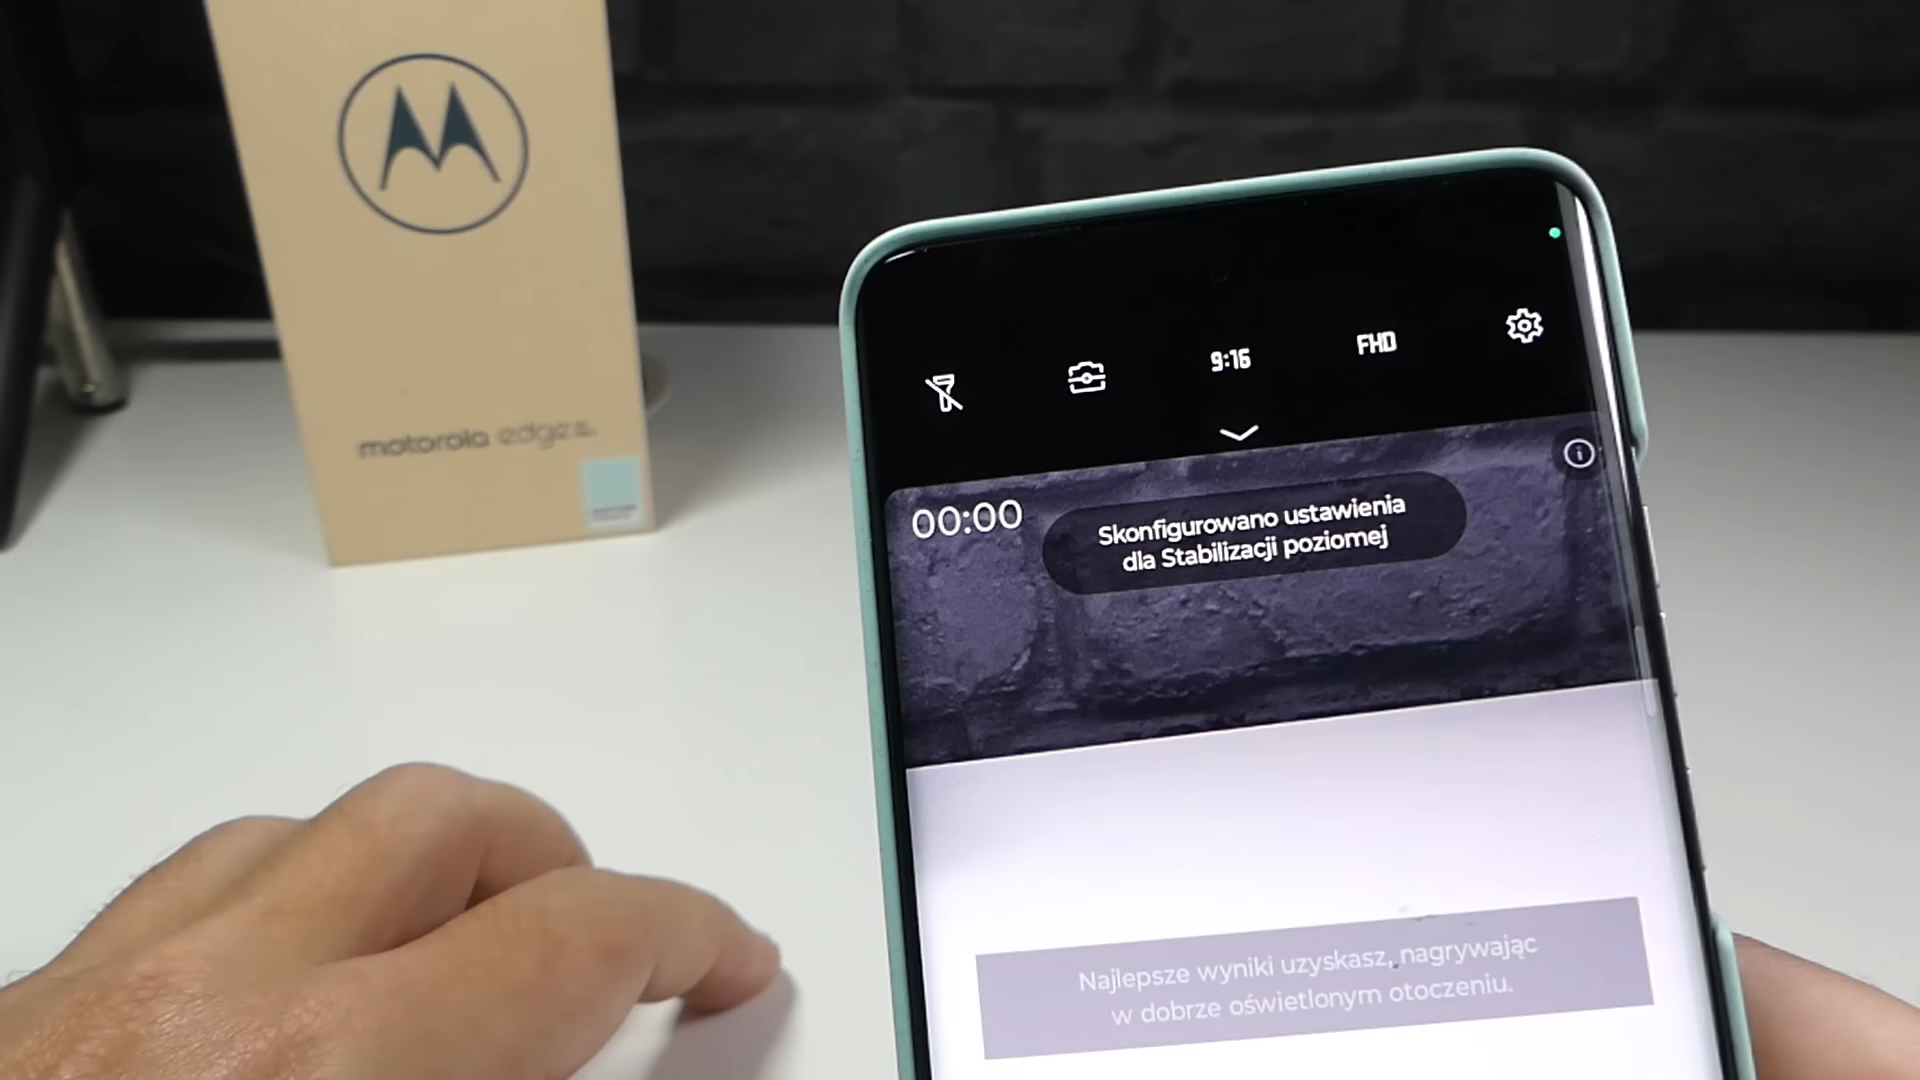 motorola edge
9:16
FHD
00:00
Skonfigurowano ustawienia
dla Stabilizacji poziomej
Najlepsze wyniki uzyskasz, nagrywając
w dobrze oświetlonym otoczeniu.